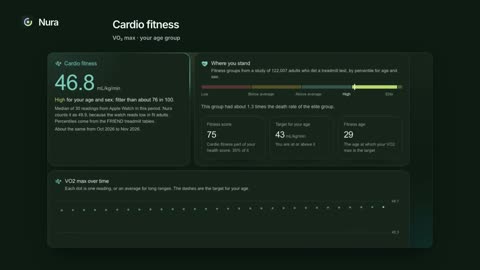 Nura
Cardio fitness
VO₂ max · your age group
Cardio fitness
46.8 mL/kg/min
High for your age and sex, fitter than about 76 in 100.
Median of 30 readings from Apple Watch in this period. Nura
counts it as 49.9, because the watch reads low in fit adults.
Percentiles come from the FRIEND treadmill tables.
About the same from Oct 2026 to Nov 2026.
Where you stand
Fitness groups from a study of 122,007 adults who did a treadmill test, by percentile for age and
sex.
Low
Below average
Above average
High
Elite
This group had about 1.3 times the death rate of the elite group.
Fitness score
75
Cardio fitness part of your
health score. 35% of it
Target for your age
43 mL/kg/min
You are at or above it
Fitness age
29
The age at which your VO2
max is the target
VO2 max over time
Each dot is one reading, or an average for long ranges. The dashes are the target for your age.